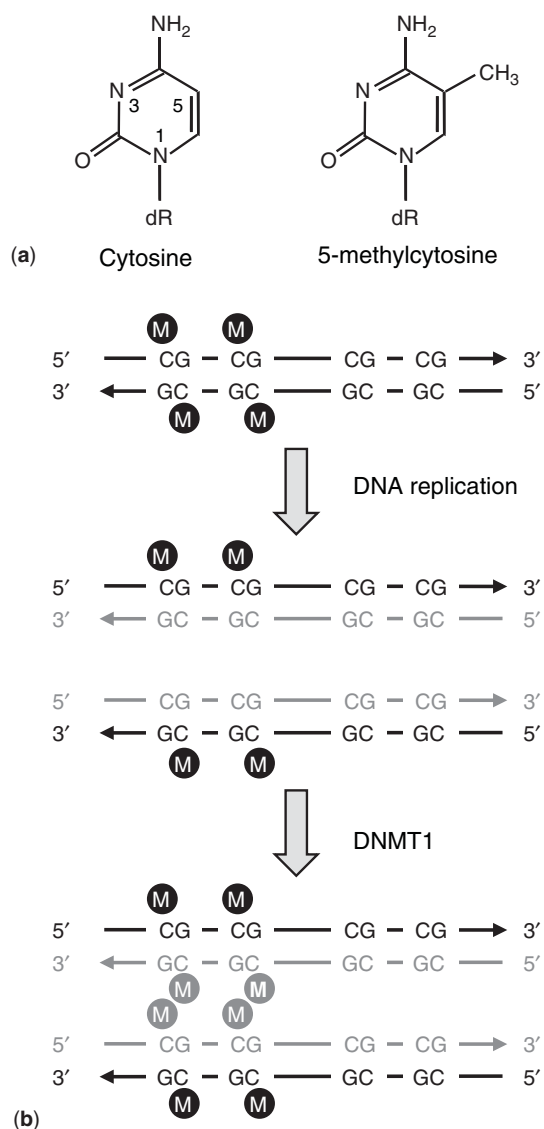 NH2 NH2
CH3
N 3 5 N
1
O N O N
dR dR
(a) Cytosine 5-methylcytosine
M M
5′ CG CG CG CG 3′
3′ GC GC GC GC 5′
M M
DNA replication
M M
5′ CG CG CG CG 3′
3′ GC GC GC GC 5′
5′ CG CG CG CG 3′
3′ GC GC GC GC 5′
M M
DNMT1
M M
5′ CG CG CG CG 3′
3′ GC GC GC GC 5′
M M
M M
5′ CG CG CG CG 3′
3′ GC GC GC GC 5′
M M
(b)